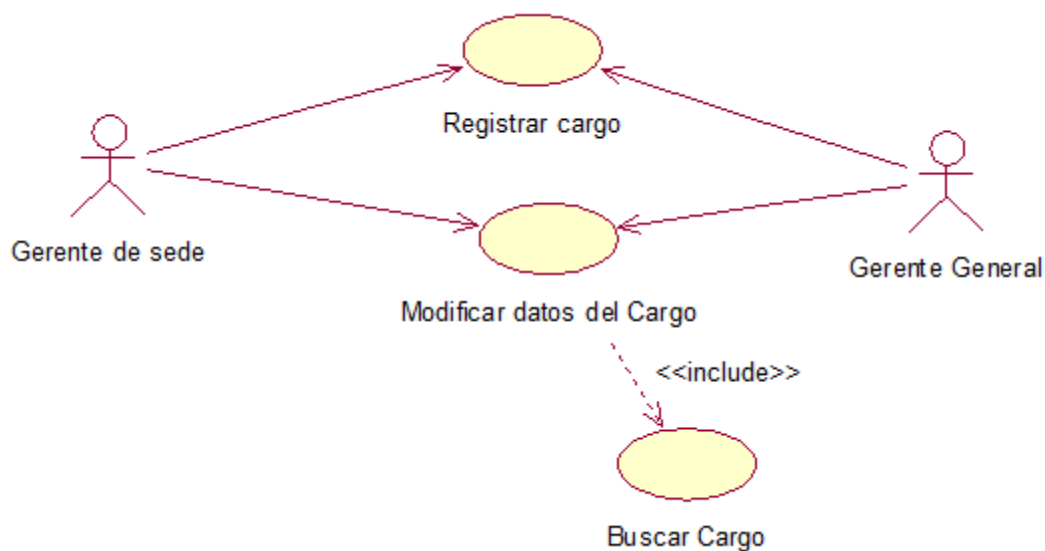 Registrar cargo
Gerente de sede
Gerente General
Modificar datos del Cargo
<<include>>
Buscar Cargo